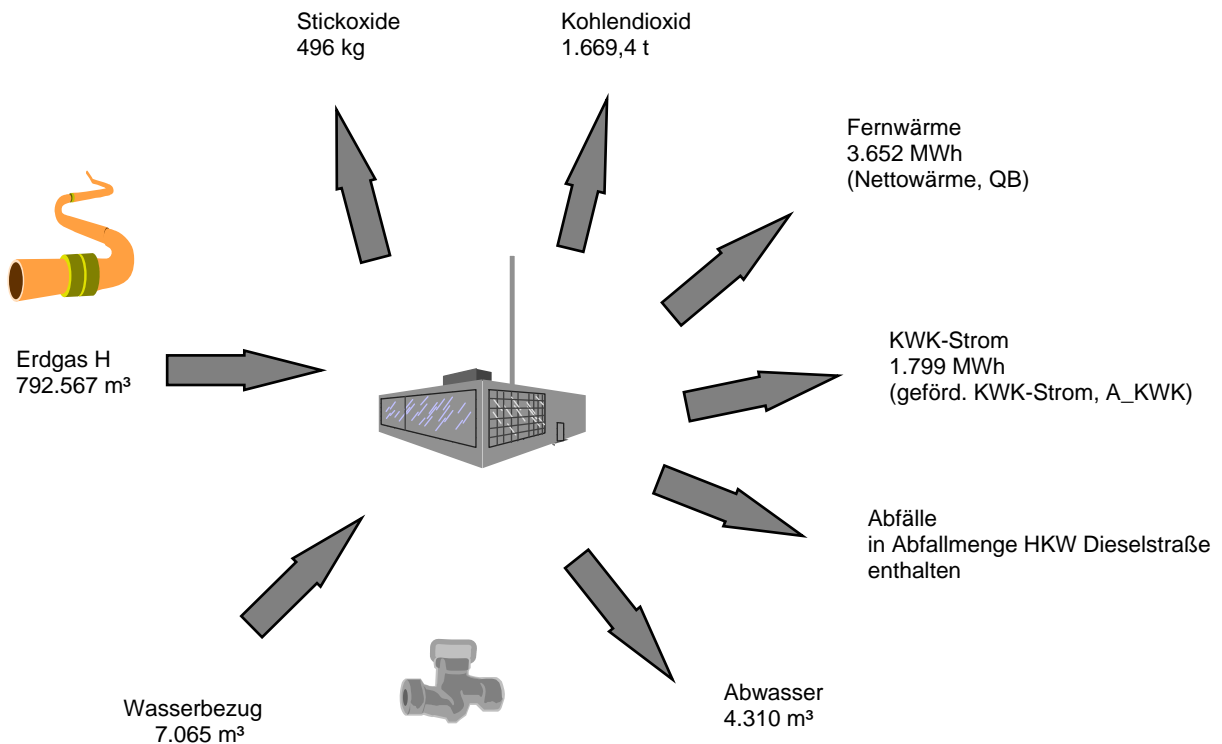 Stickoxide
496 kg
Kohlendioxid
1.669,4 t
Fernwärme
3.652 MWh
(Nettowärme, QB)
Erdgas H
792.567 m³
KWK-Strom
1.799 MWh
(geförd. KWK-Strom, A_KWK)
Abfälle
in Abfallmenge HKW Dieselstraße
enthalten
Wasserbezug
7.065 m³
Abwasser
4.310 m³